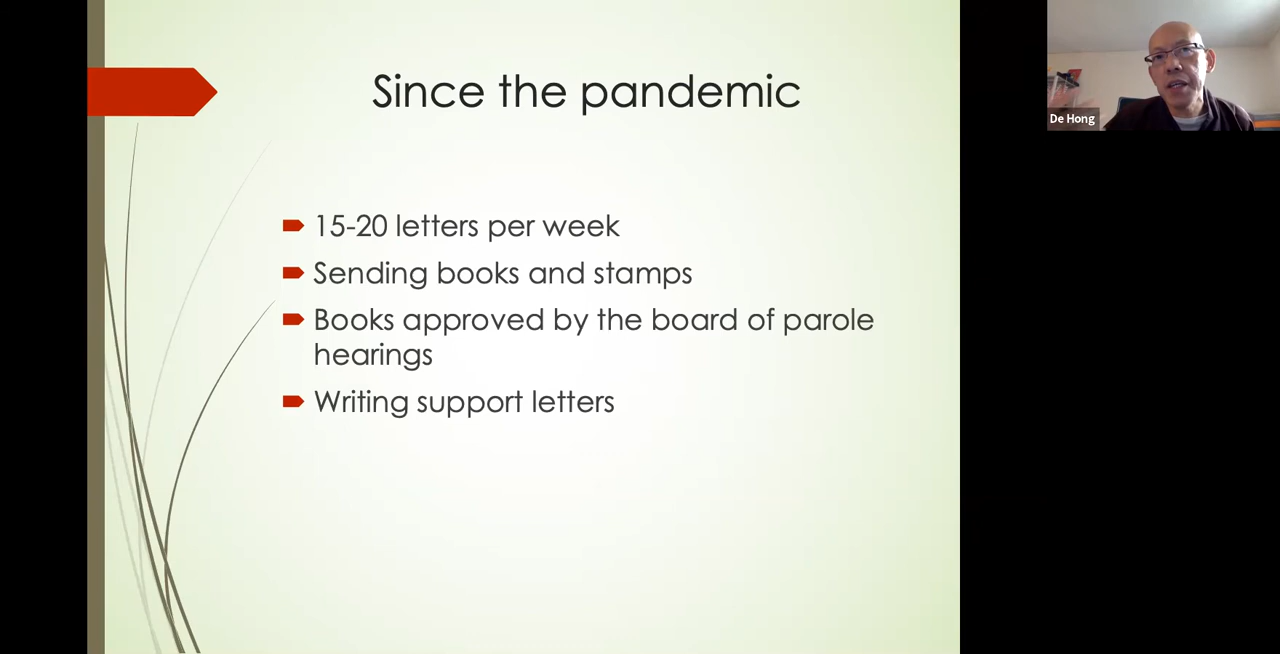 Since the pandemic
15-20 letters per week
Sending books and stamps
Books approved by the board of parole
hearings
Writing support letters
De Hong